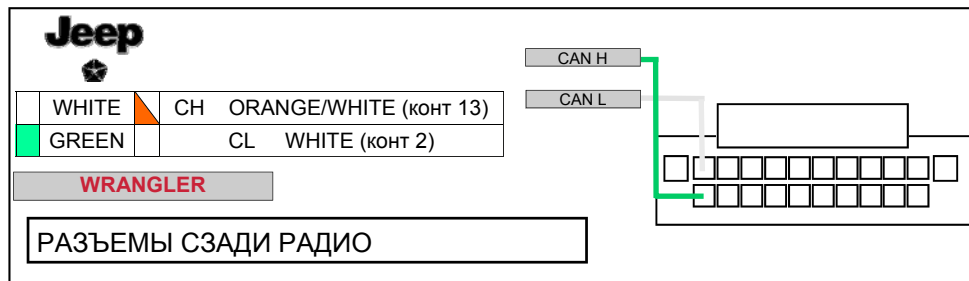 Jeep
WHITE CH ORANGE/WHITE (конт 13)
GREEN CL WHITE (конт 2)
WRANGLER
РАЗЪЕМЫ СЗАДИ РАДИО
CAN H
CAN L